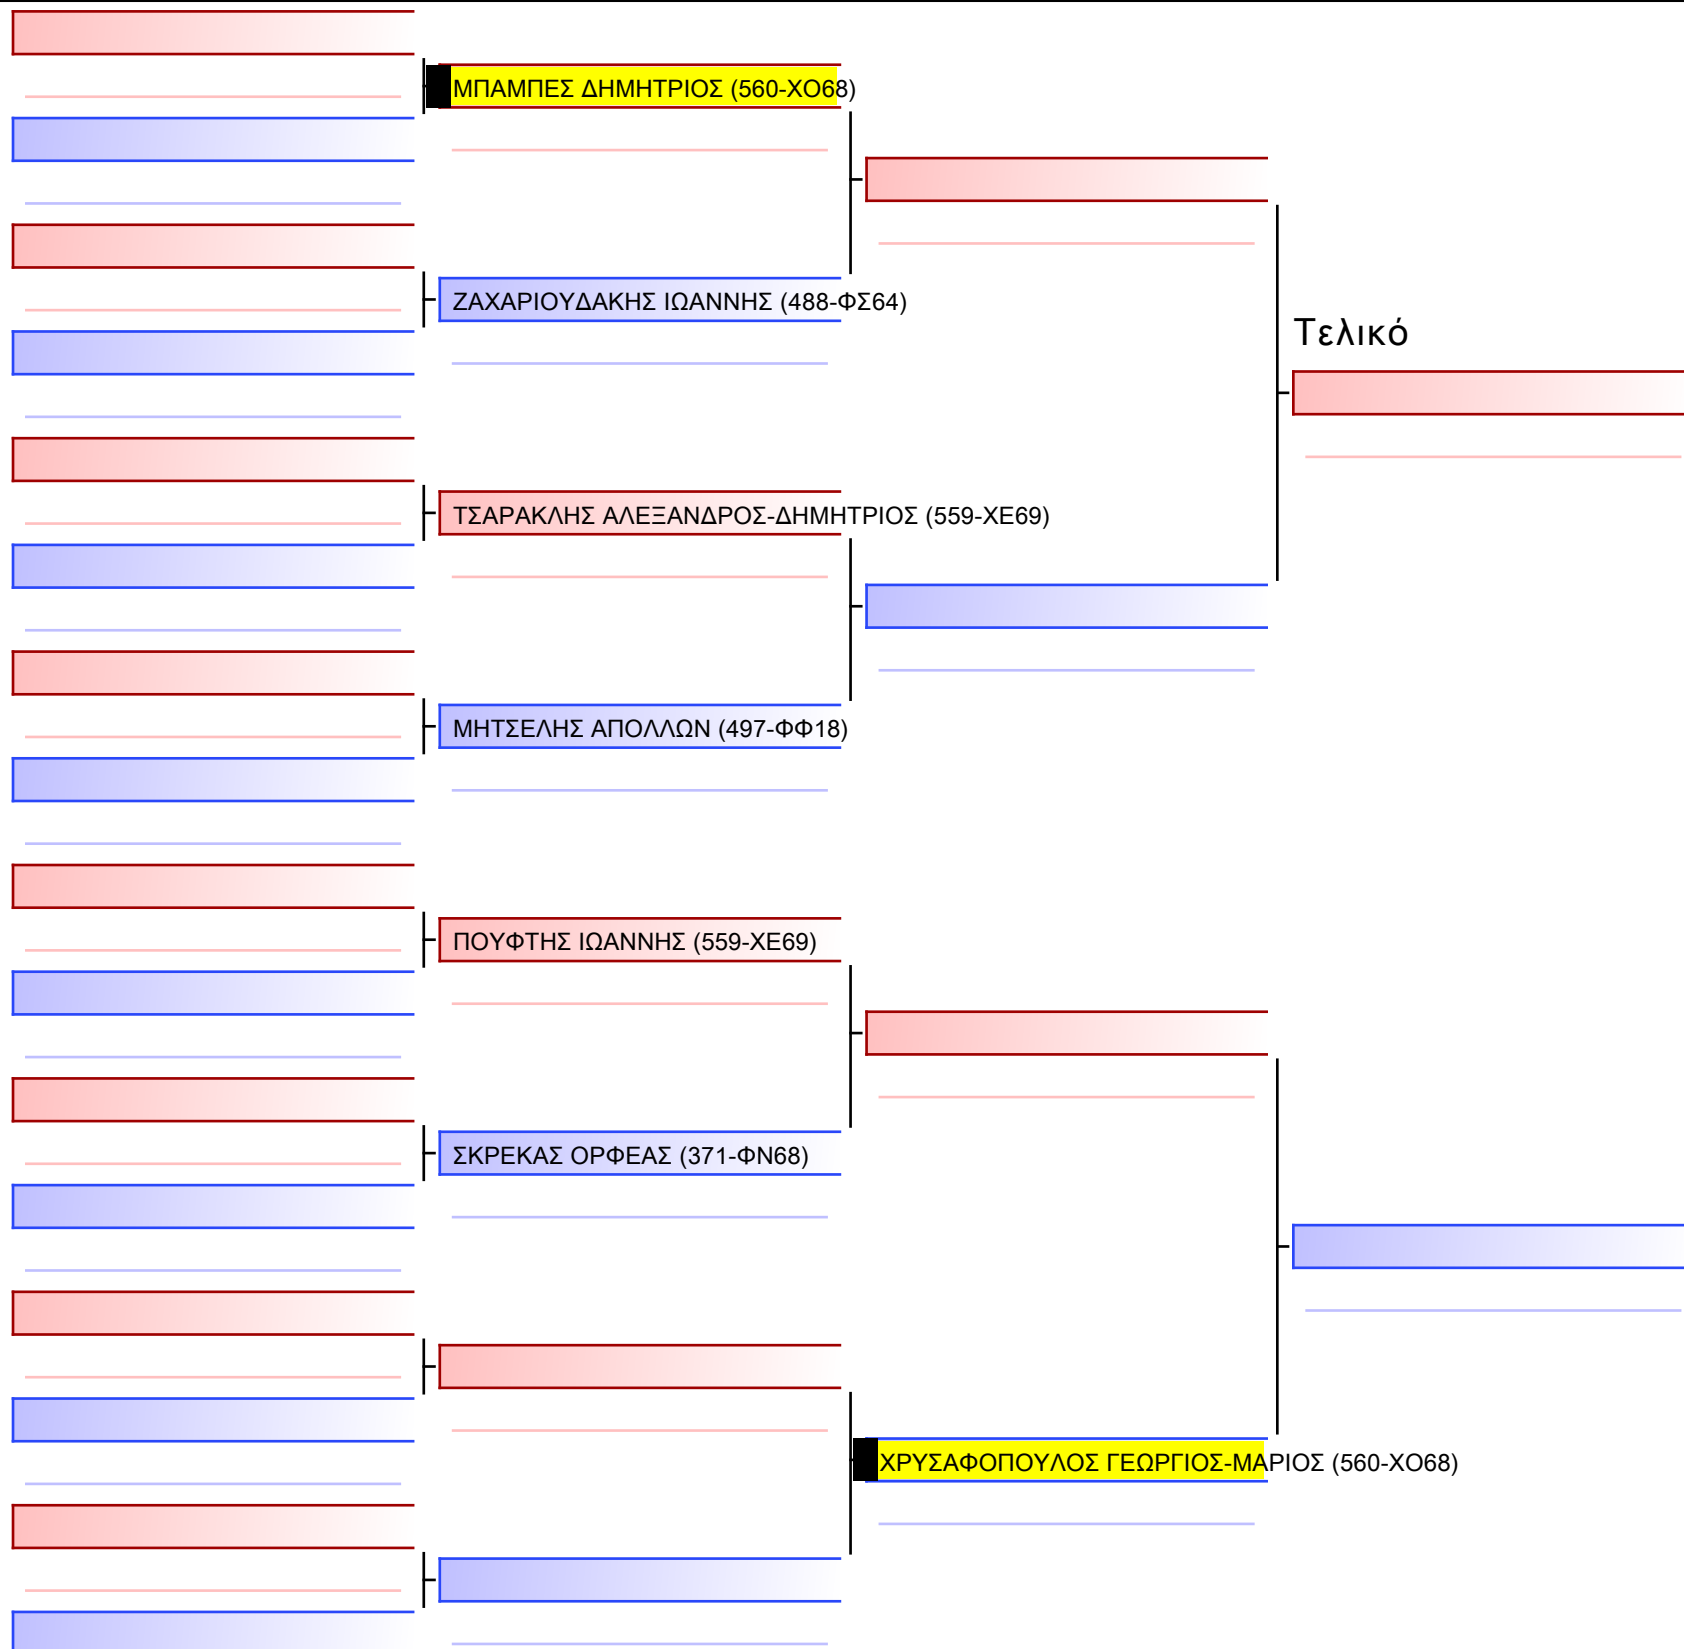 ΜΠΑΜΠΕΣ ΔΗΜΗΤΡΙΟΣ (560-ΧΟ68)
ΖΑΧΑΡΙΟΥΔΑΚΗΣ ΙΩΑΝΝΗΣ (488-ΦΣ64)
Τελικό
ΤΣΑΡΑΚΛΗΣ ΑΛΕΞΑΝΔΡΟΣ-ΔΗΜΗΤΡΙΟΣ (559-ΧΕ69)
ΜΗΤΣΕΛΗΣ ΑΠΟΛΛΩΝ (497-ΦΦ18)
ΠΟΥΦΤΗΣ ΙΩΑΝΝΗΣ (559-ΧΕ69)
ΣΚΡΕΚΑΣ ΟΡΦΕΑΣ (371-ΦΝ68)
ΧΡΥΣΑΦΟΠΟΥΛΟΣ ΓΕΩΡΓΙΟΣ-ΜΑΡΙΟΣ (560-ΧΟ68)